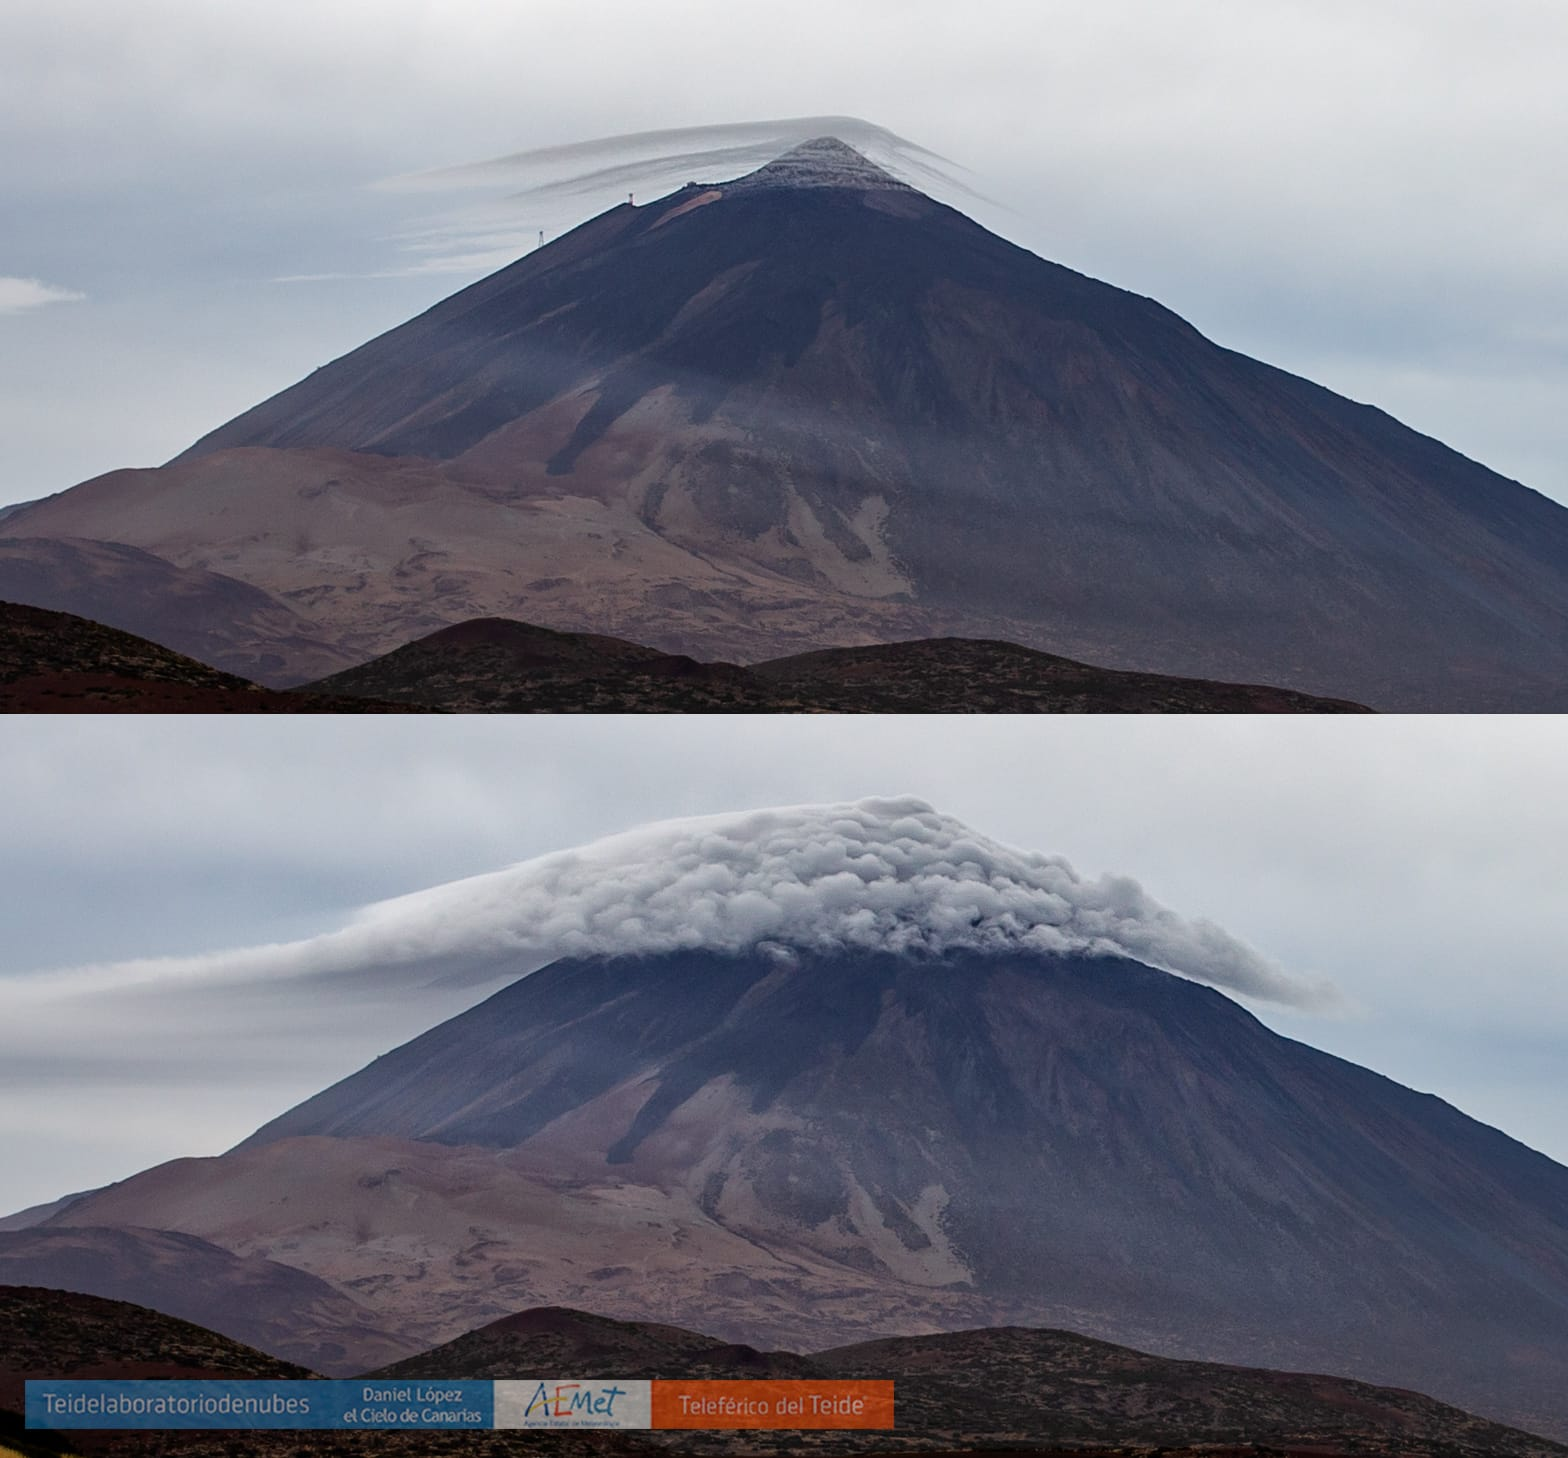 Teidelaboratoriodenubes
Daniel López
el Cielo de Canarias
AEMet
Teleférico del Teide